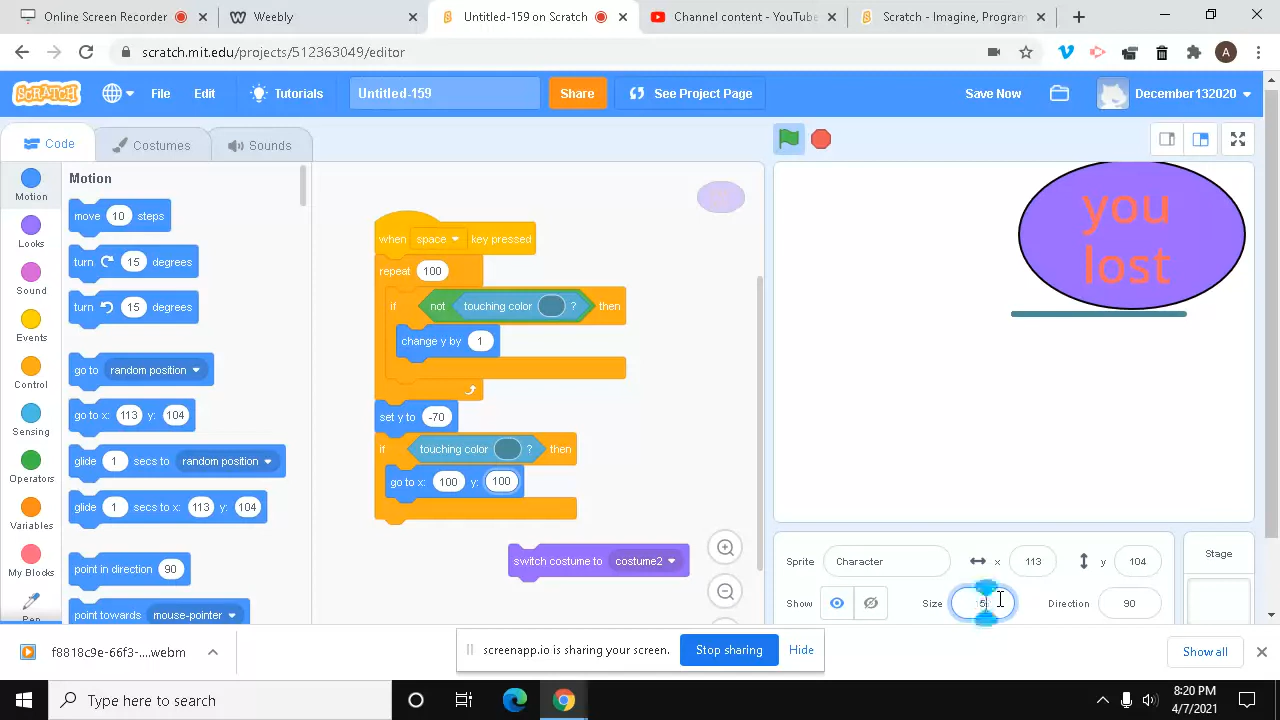 Online Screen Recorder
Weebly
Untitled-159 on Scratch
Channel content - YouTube
Scratch - Imagine, Program
scratch.mit.edu/projects/512363049/editor
A
SCRATCH
File
Edit
Tutorials
Untitled-159
Share
See Project Page
Save Now
December132020
Code
Costumes
Sounds
Motion
Looks
Sound
Events
Control
Sensing
Operators
Variables
My Blocks
Pen
Motion
move 10 steps
turn 15 degrees
turn 15 degrees
go to random position
go to x: 113 y: 104
glide 1 secs to random position
glide 1 secs to x: 113 y: 104
point in direction 90
point towards mouse-pointer
when space key pressed
repeat 100
if not touching color ? then
change y by 1
set y to -70
if touching color ? then
go to x: 100 y: 100
switch costume to costume2
you
lost
Sprite Character x 113 y 104
Show Size 15 Direction 90
Stage
f8818c9e-66f3-....webm
screenapp.io is sharing your screen.
Stop sharing
Hide
Show all
Type here to search
8:20 PM
4/7/2021